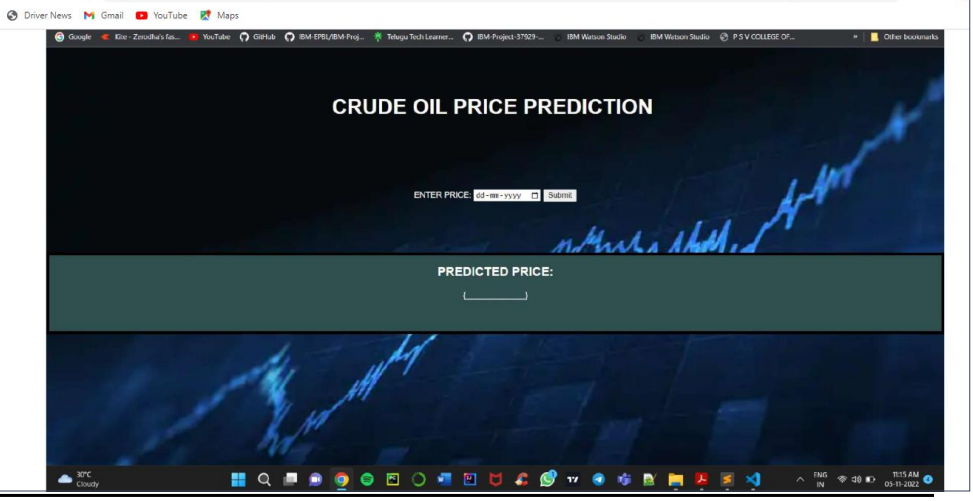 Driver News Gmail YouTube Maps
Google Kite - Zerodha's fas... YouTube GitHub IBM-EPBL/IBM-Proj... Telugu Tech Learner... IBM-Project-37929-... IBM Watson Studio IBM Watson Studio P S V COLLEGE OF... » Other bookmarks
CRUDE OIL PRICE PREDICTION
ENTER PRICE: dd-mm-yyyy Submit
PREDICTED PRICE:
{______________}
30°C ENG 11:15 AM
Cloudy IN 05-11-2022